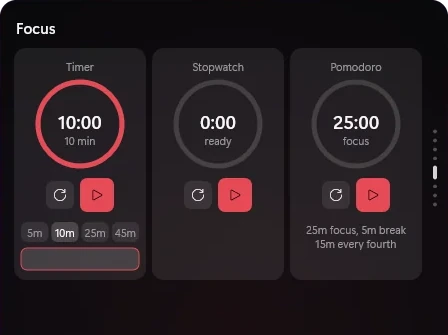 Focus
Timer
10:00
10 min
5m 10m 25m 45m
Stopwatch
0:00
ready
Pomodoro
25:00
focus
25m focus, 5m break
15m every fourth